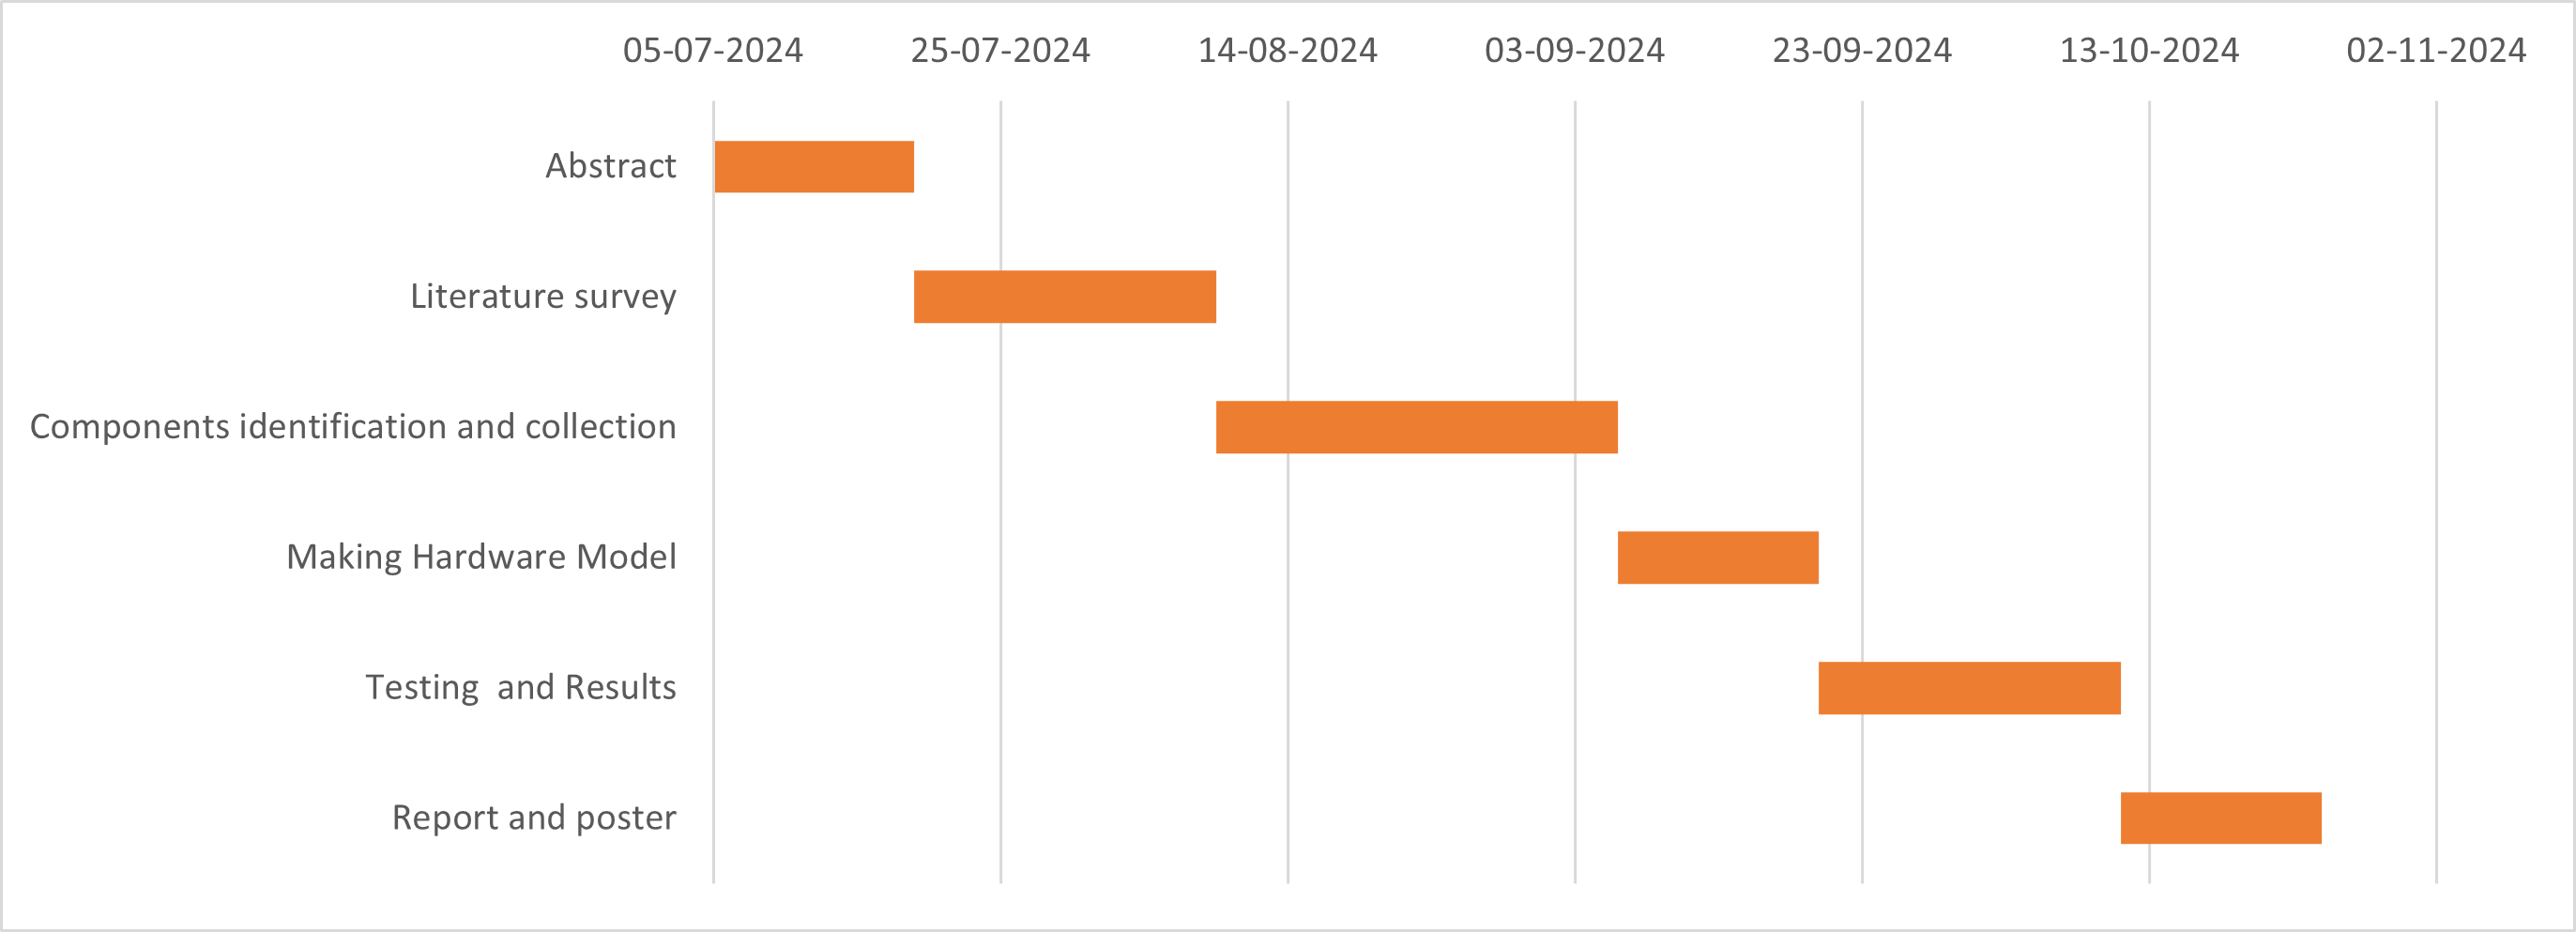 05-07-2024 25-07-2024 14-08-2024 03-09-2024 23-09-2024 13-10-2024 02-11-2024
Abstract
Literature survey
Components identification and collection
Making Hardware Model
Testing  and Results
Report and poster